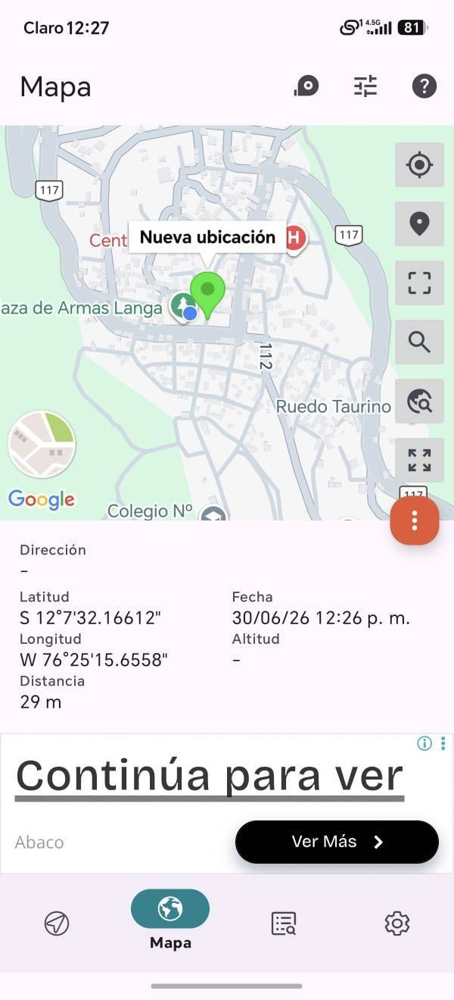 Claro 12:27
1 4.5G
81
Mapa
117
Cent
Nueva ubicación
H
117
aza de Armas Langa
112
Ruedo Taurino
Google
117
Colegio Nº
Dirección
–
Latitud
S 12°7'32.16612"
Fecha
30/06/26 12:26 p. m.
Longitud
W 76°25'15.6558"
Altitud
–
Distancia
29 m
Continúa para ver
Abaco
Ver Más
Mapa